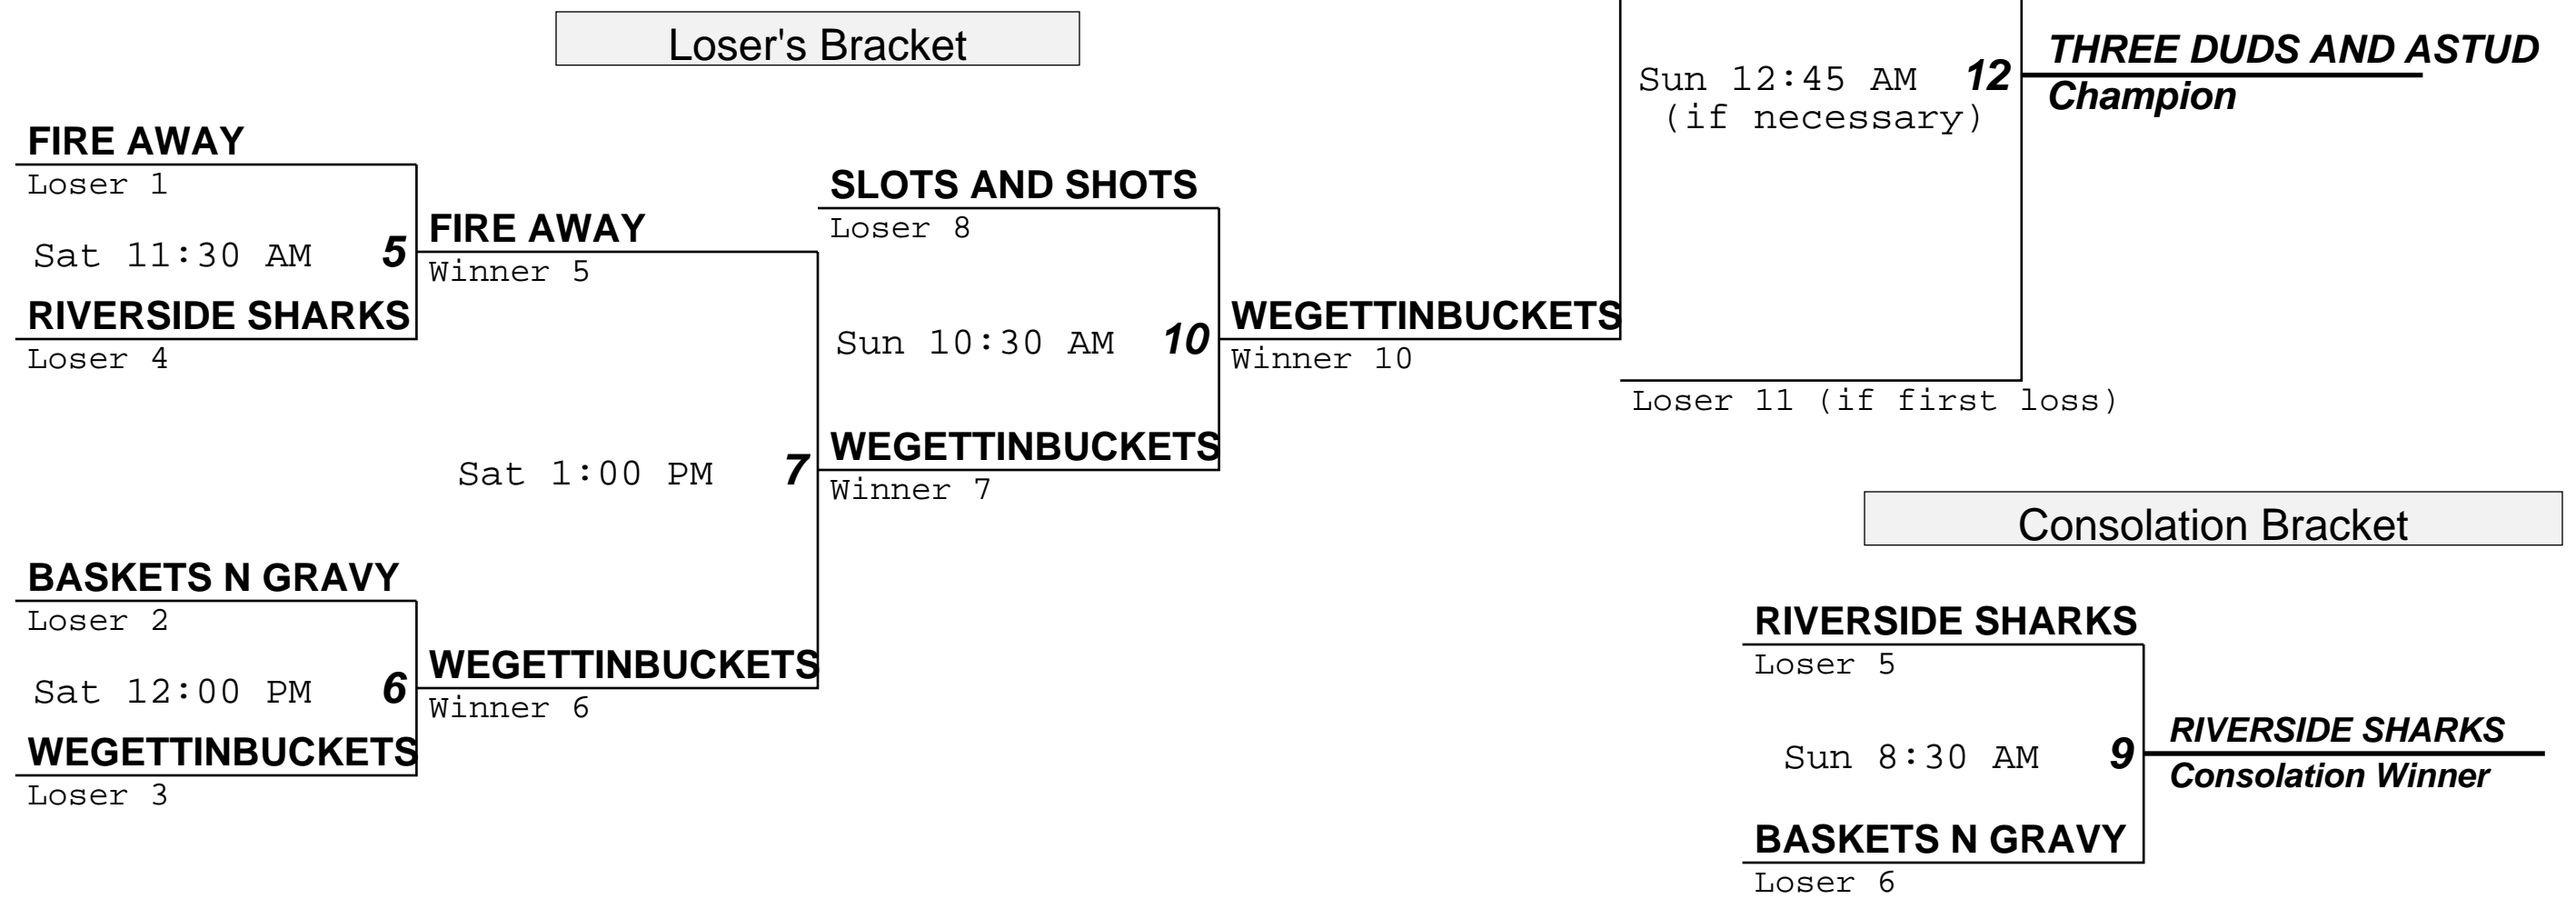 Loser's Bracket
THREE DUDS AND ASTUD
Sun 12:45 AM 12
Champion
(if necessary)
FIRE AWAY
Loser 1
SLOTS AND SHOTS
Loser 8
FIRE AWAY
Sat 11:30 AM 5
Winner 5
RIVERSIDE SHARKS
Loser 4
WEGETTINBUCKETS
Sun 10:30 AM 10
Winner 10
Loser 11 (if first loss)
WEGETTINBUCKETS
Sat 1:00 PM 7
Winner 7
Consolation Bracket
BASKETS N GRAVY
Loser 2
RIVERSIDE SHARKS
Loser 5
WEGETTINBUCKETS
Sat 12:00 PM 6
Winner 6
WEGETTINBUCKETS
Loser 3
RIVERSIDE SHARKS
Sun 8:30 AM 9
Consolation Winner
BASKETS N GRAVY
Loser 6